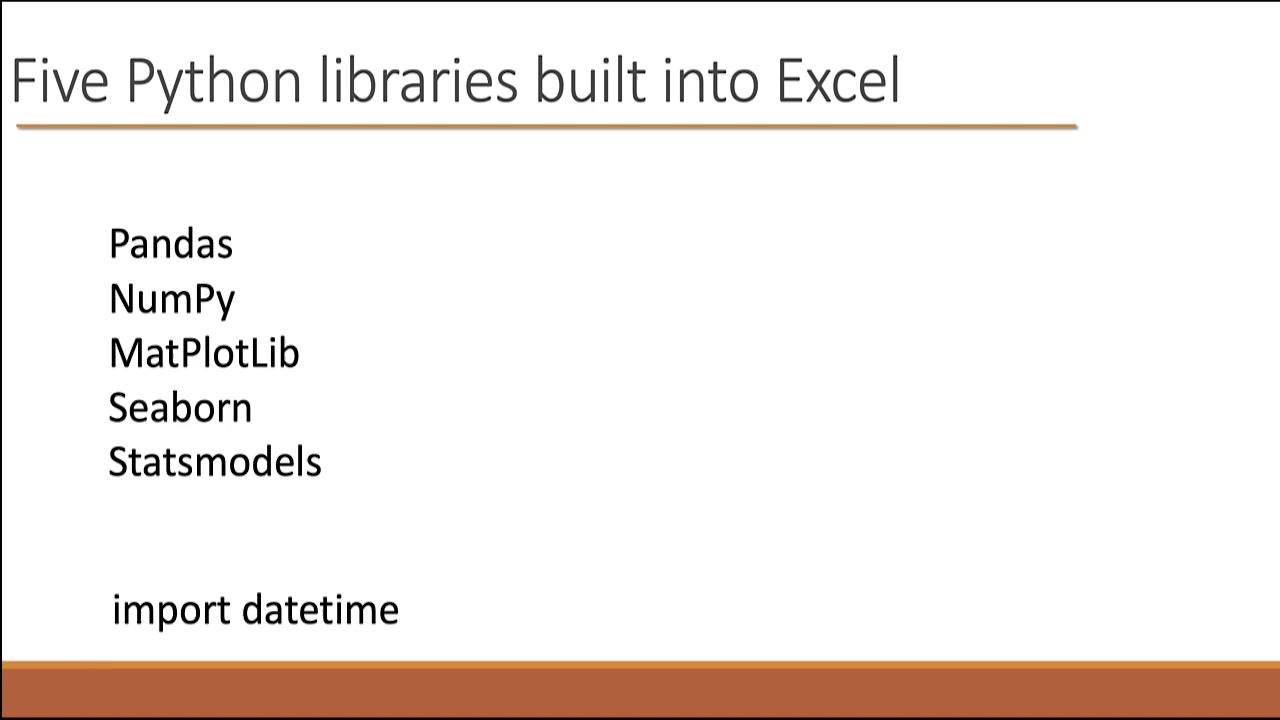 Five Python libraries built into Excel
Pandas
NumPy
MatPlotLib
Seaborn
Statsmodels
import datetime